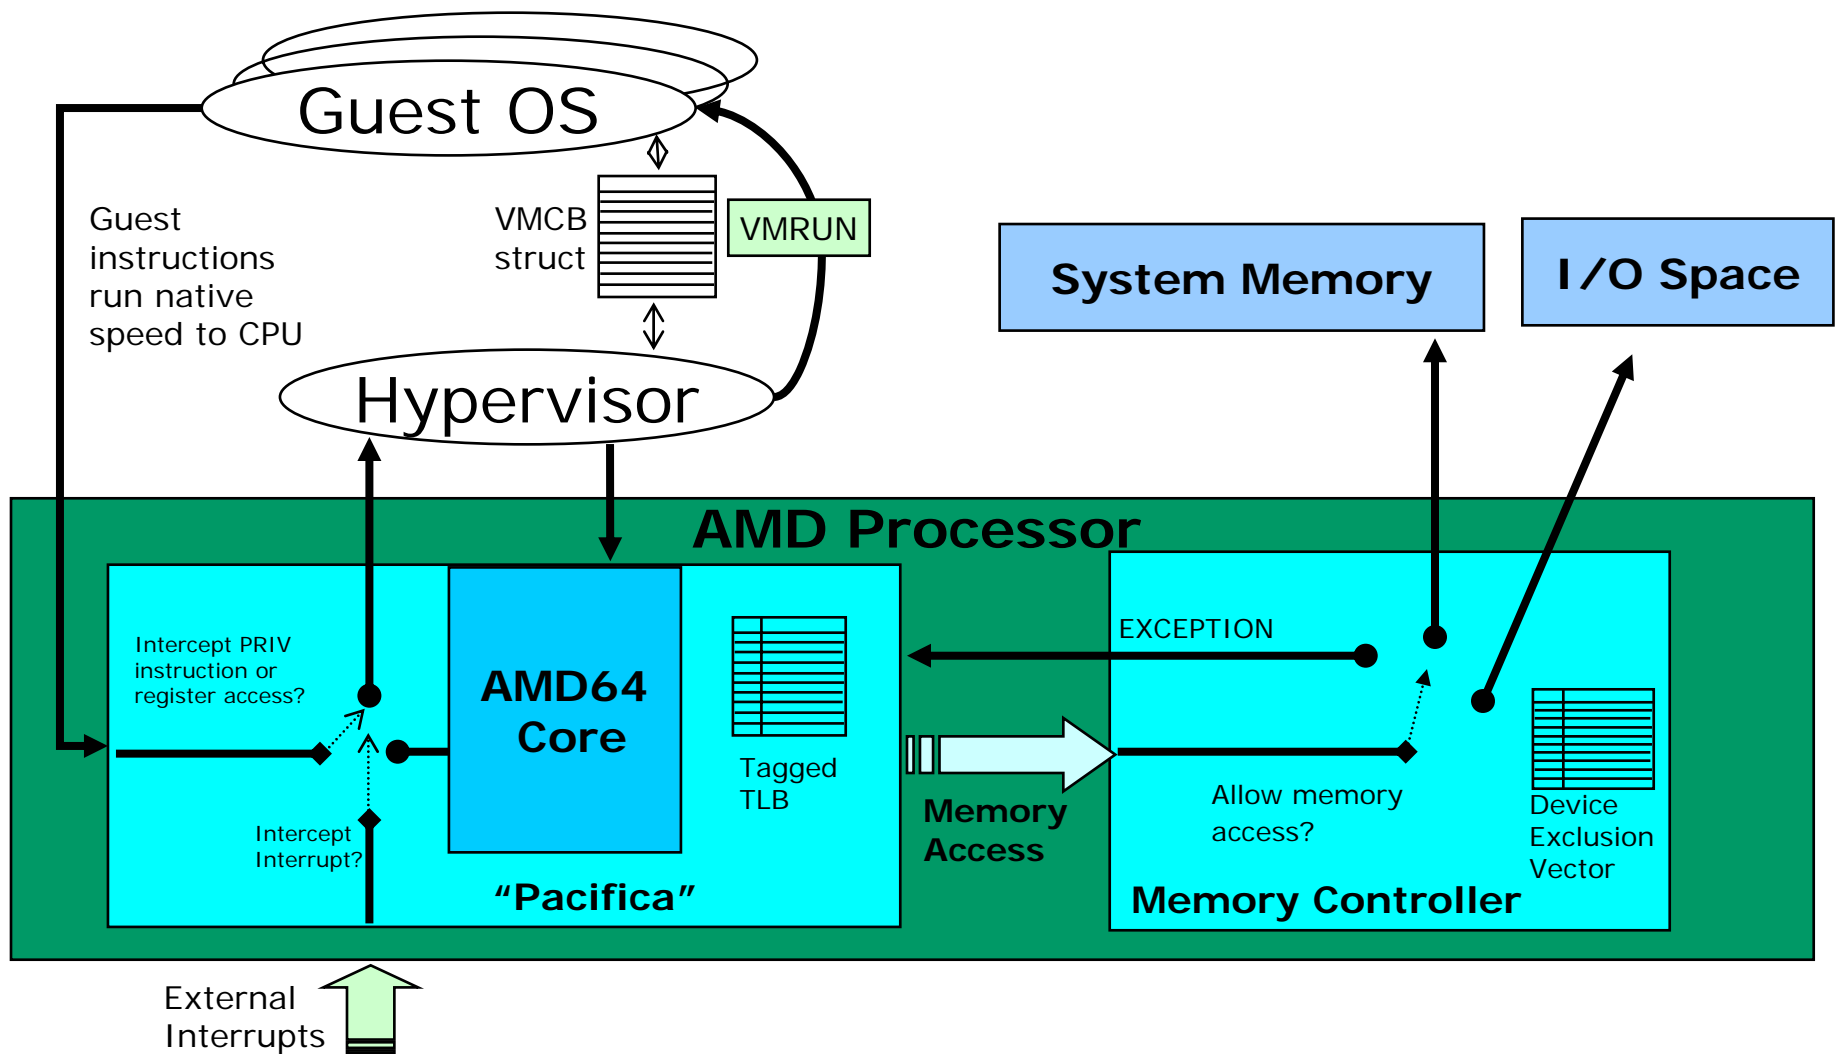 Guest OS
Guest
instructions
run native
speed to CPU
VMCB
struct
VMRUN
System Memory
I/O Space
Hypervisor
AMD Processor
Intercept PRIV
instruction or
register access?
AMD64
Core
Tagged
TLB
Intercept
Interrupt?
“Pacifica”
EXCEPTION
Memory
Access
Allow memory
access?
Device
Exclusion
Vector
Memory Controller
External
Interrupts